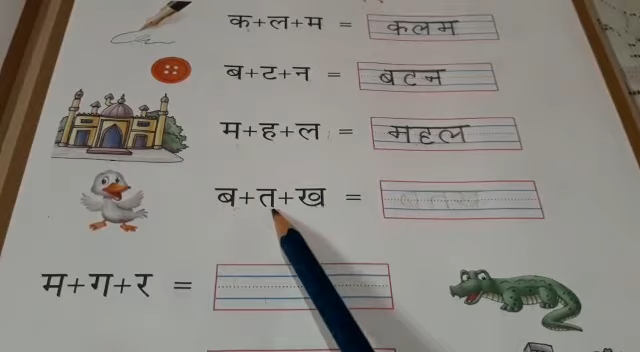 क+ल+म = कलम
ब+ट+न = बटन
म+ह+ल = महल
ब+त+ख =
म+ग+र =